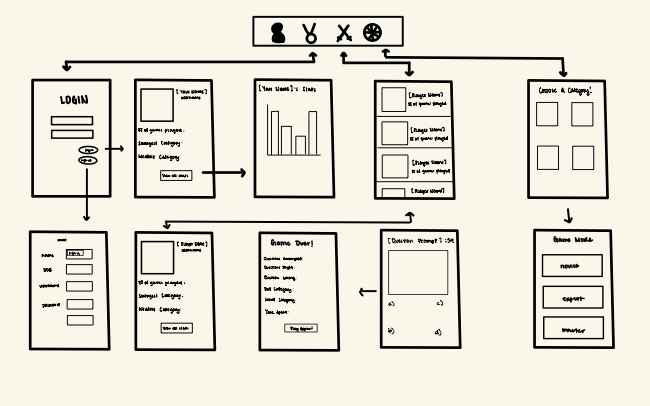 LOGIN
[Your Name]
username
# of games played:
Strongest Category:
Weakest Category
View all stats
[Your Name]'s Stats
[Player Name]
# of games played
[Player Name]
# of games played
[Player Name]
# of games played
[Player Name]
Choose A Category!
Name
DOB
Username
Password
[Player Name]
username
# of games played:
Strongest Category:
Weakest Category:
View all stats
Game Over!
Questions Answered:
Questions Right:
Questions Wrong:
Best Category:
Worst Category:
Time Spent:
Play Again?
[Question Prompt]
a)
c)
b)
d)
Game Mode
novice
expert
master